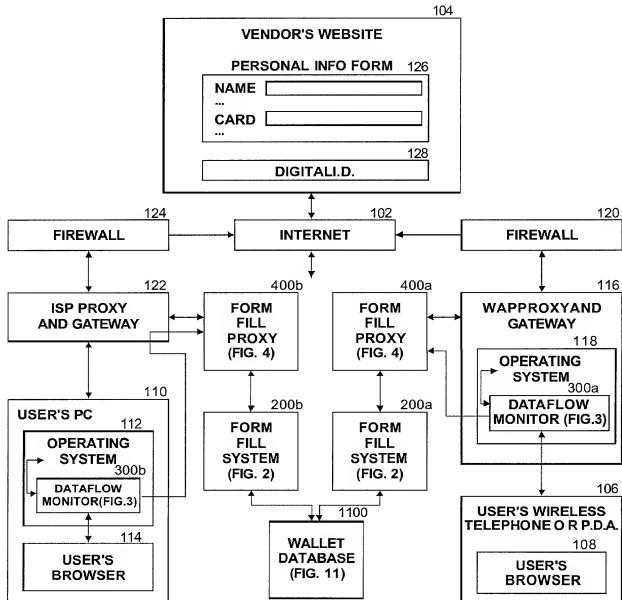 104
VENDOR'S WEBSITE
PERSONAL INFO FORM
126
NAME
...
CARD
...
128
DIGITALI.D.
124
FIREWALL
102
INTERNET
120
FIREWALL
122
ISP PROXY
AND GATEWAY
400b
FORM
FILL
PROXY
(FIG. 4)
400a
FORM
FILL
PROXY
(FIG. 4)
116
WAPPROXYAND
GATEWAY
118
OPERATING
SYSTEM
300a
DATAFLOW
MONITOR (FIG.3)
110
USER'S PC
112
OPERATING
SYSTEM
300b
DATAFLOW
MONITOR(FIG.3)
114
USER'S
BROWSER
200b
FORM
FILL
SYSTEM
(FIG. 2)
200a
FORM
FILL
SYSTEM
(FIG. 2)
1100
WALLET
DATABASE
(FIG. 11)
106
USER'S WIRELESS
TELEPHONE O R P.D.A.
108
USER'S
BROWSER